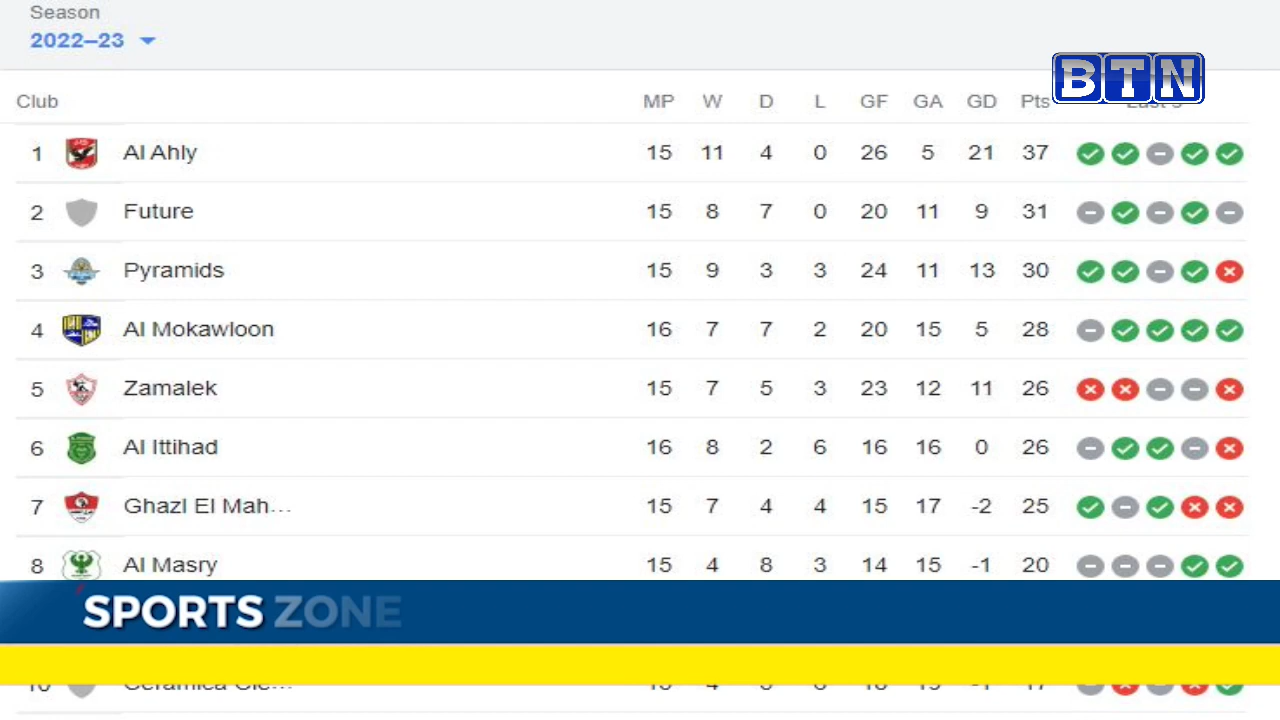 Season
2022–23
BTN
Club MP W D L GF GA GD Pts
1 Al Ahly 15 11 4 0 26 5 21 37
2 Future 15 8 7 0 20 11 9 31
3 Pyramids 15 9 3 3 24 11 13 30
4 Al Mokawloon 16 7 7 2 20 15 5 28
5 Zamalek 15 7 5 3 23 12 11 26
6 Al Ittihad 16 8 2 6 16 16 0 26
7 Ghazl El Mah... 15 7 4 4 15 17 -2 25
8 Al Masry 15 4 8 3 14 15 -1 20
SPORTS ZONE